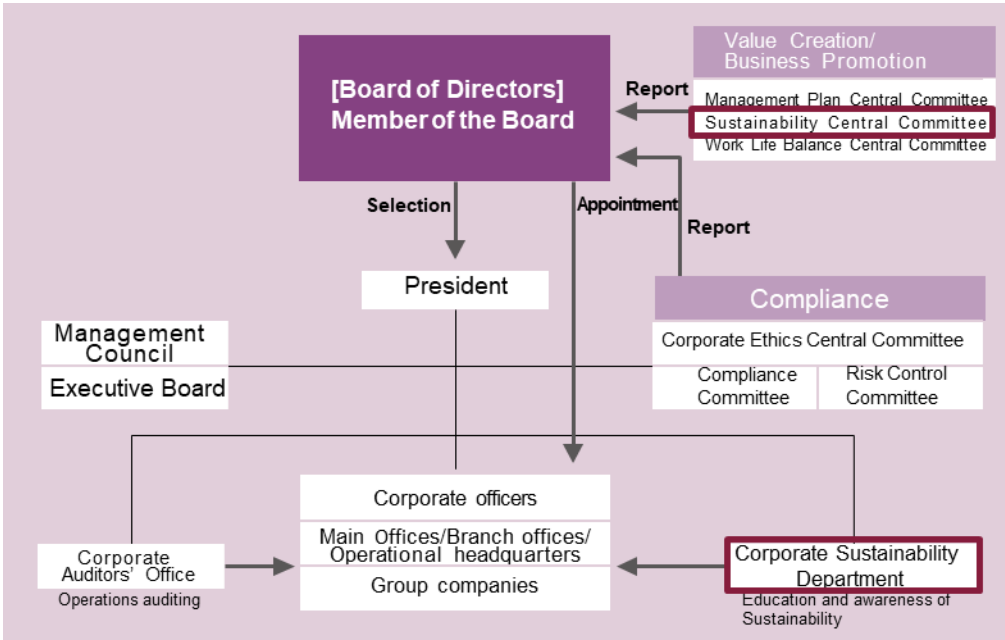 Value Creation/
Business Promotion
[Board of Directors]
Member of the Board
Report
Management Plan Central Committee
Sustainability Central Committee
Work Life Balance Central Committee
Selection
Appointment
Report
President
Compliance
Management
Council
Executive Board
Corporate Ethics Central Committee
Compliance
Committee
Risk Control
Committee
Corporate officers
Main Offices/Branch offices/
Operational headquarters
Group companies
Corporate
Auditors' Office
Operations auditing
Corporate Sustainability
Department
Education and awareness of
Sustainability